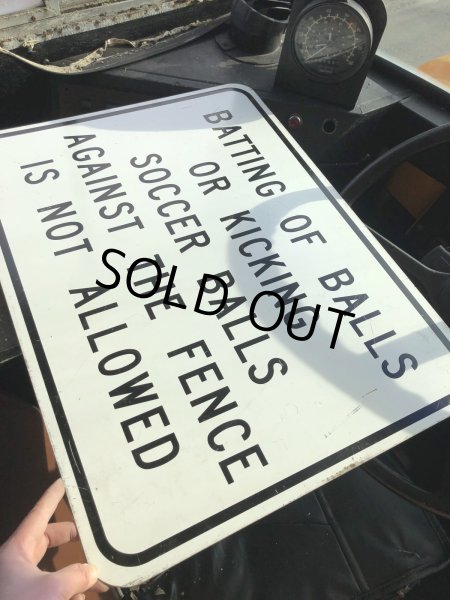 BATTING OF BALLS
OR KICKING
SOCCER BALLS
AGAINST THE FENCE
IS NOT ALLOWED
SOLD OUT